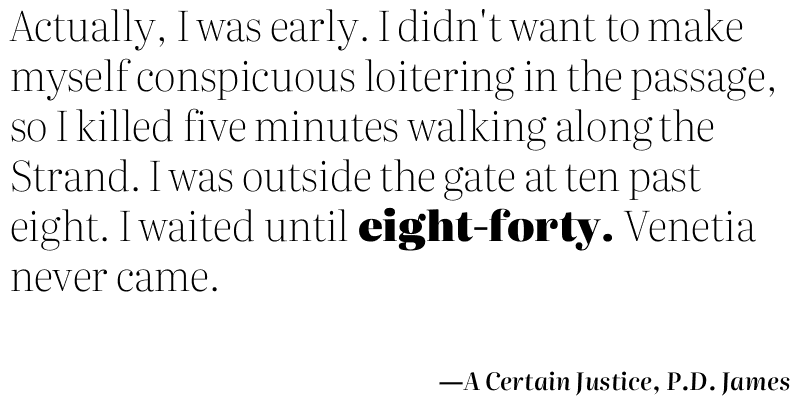 Actually, I was early. I didn't want to make
myself conspicuous loitering in the passage,
so I killed five minutes walking along the
Strand. I was outside the gate at ten past
eight. I waited until eight-forty. Venetia
never came.
—A Certain Justice, P.D. James